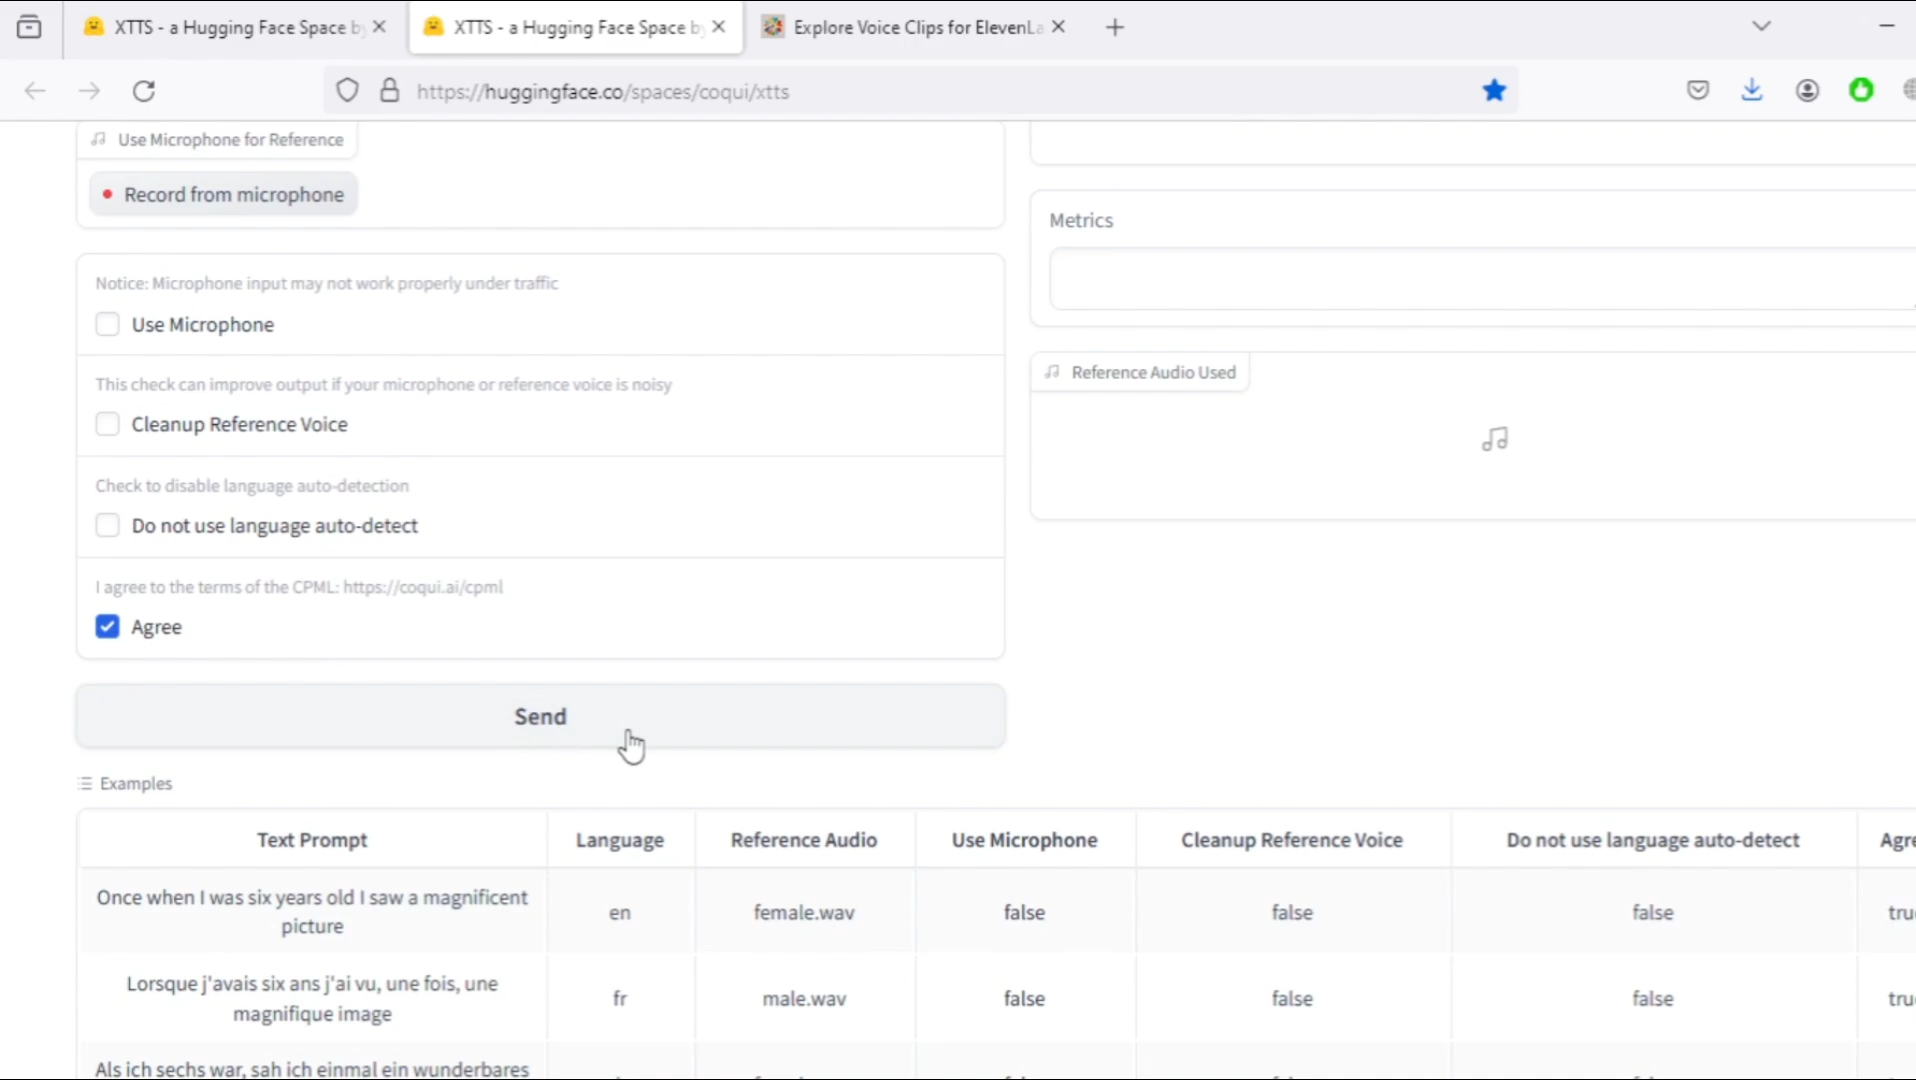 XTTS - a Hugging Face Space by
XTTS - a Hugging Face Space by
Explore Voice Clips for ElevenLa
https://huggingface.co/spaces/coqui/xtts
Use Microphone for Reference
Record from microphone
Notice: Microphone input may not work properly under traffic
Use Microphone
This check can improve output if your microphone or reference voice is noisy
Cleanup Reference Voice
Check to disable language auto-detection
Do not use language auto-detect
I agree to the terms of the CPML: https://coqui.ai/cpml
Agree
Send
Metrics
Reference Audio Used
Examples
Text Prompt Language Reference Audio Use Microphone Cleanup Reference Voice Do not use language auto-detect Agre
Once when I was six years old I saw a magnificent
picture
en female.wav false false false tru
Lorsque j'avais six ans j'ai vu, une fois, une
magnifique image
fr male.wav false false false tru
Als ich sechs war, sah ich einmal ein wunderbares